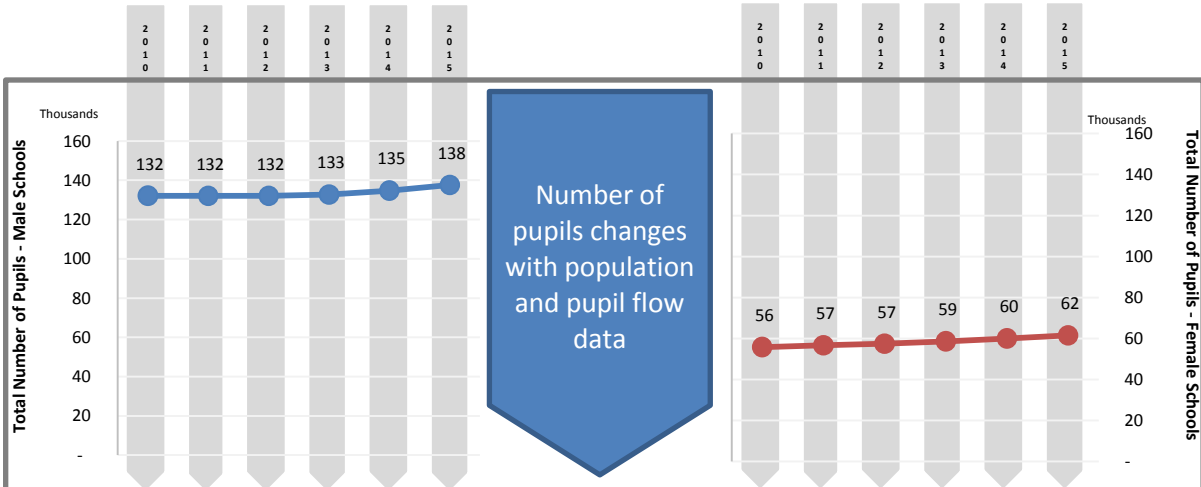 2010 2011 2012 2013 2014 2015
2010 2011 2012 2013 2014 2015
Total Number of Pupils - Male Schools
Thousands
160
140
120
100
80
60
40
20
-
132 132 132 133 135 138
Number of
pupils changes
with population
and pupil flow
data
56 57 57 59 60 62
Thousands
160
140
120
100
80
60
40
20
-
Total Number of Pupils - Female Schools